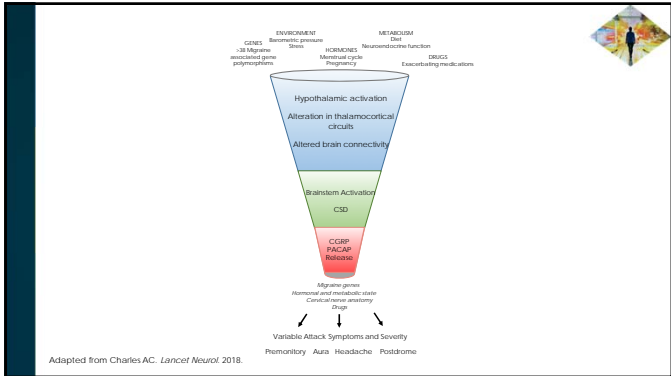 GENES
>38 Migraine
associated gene
polymorphisms
ENVIRONMENT
Barometric pressure
Stress
HORMONES
Menstrual cycle
Pregnancy
METABOLISM
Diet
Neuroendocrine function
DRUGS
Exacerbating medications
Hypothalamic activation
Alteration in thalamocortical
circuits
Altered brain connectivity
Brainstem Activation
CSD
CGRP
PACAP
Release
Migraine genes
Hormonal and metabolic state
Cervical nerve anatomy
Drugs
Variable Attack Symptoms and Severity
Premonitory Aura Headache Postdrome
Adapted from Charles AC. Lancet Neurol. 2018.